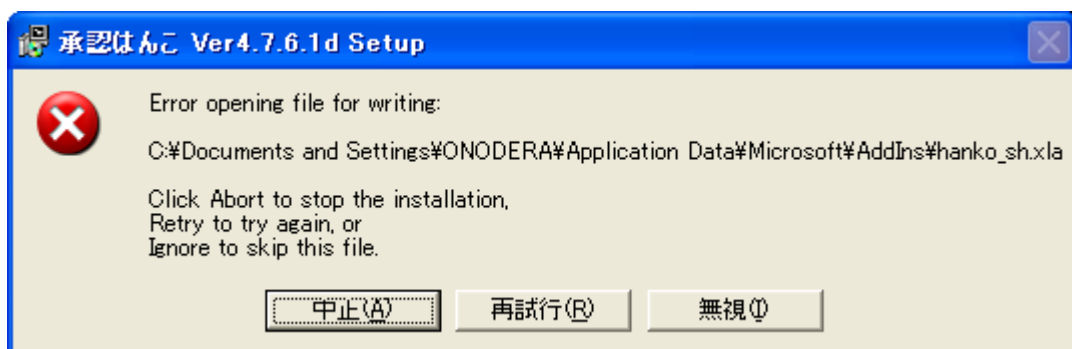 承認はんこ Ver4.7.6.1d Setup
Error opening file for writing:
C:¥Documents and Settings¥ONODERA¥Application Data¥Microsoft¥AddIns¥hanko_sh.xla
Click Abort to stop the installation,
Retry to try again, or
Ignore to skip this file.
中止(A) 再試行(R) 無視(I)